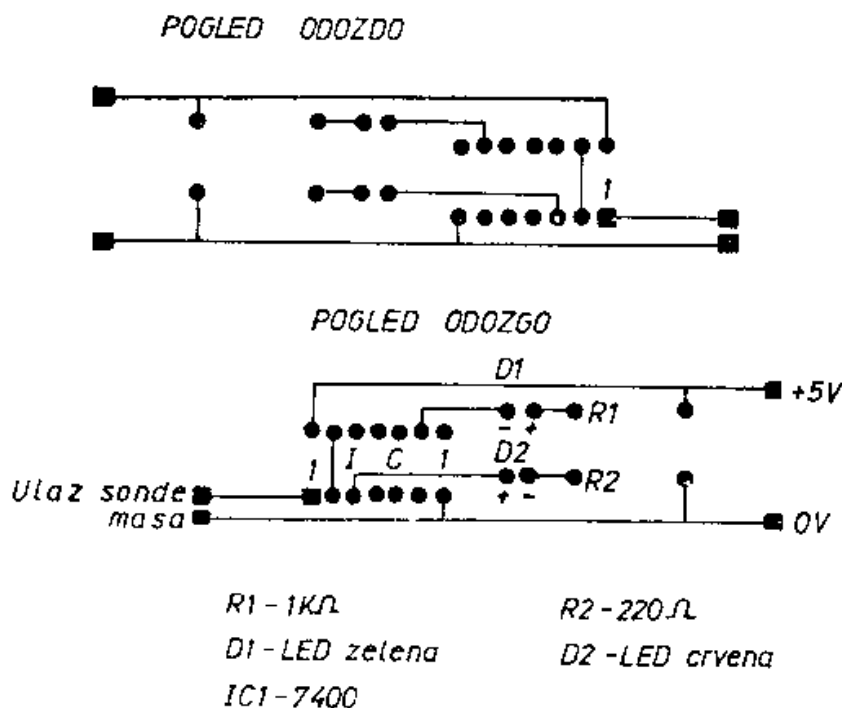 POGLED ODOZDO
1
POGLED ODOZGO
D1
+5V
- +
R1
1 I C 1
D2
Ulaz sonde
+ -
R2
masa
0V
R1-1KΩ
R2-220Ω
D1-LED zelena
D2-LED crvena
IC1-7400